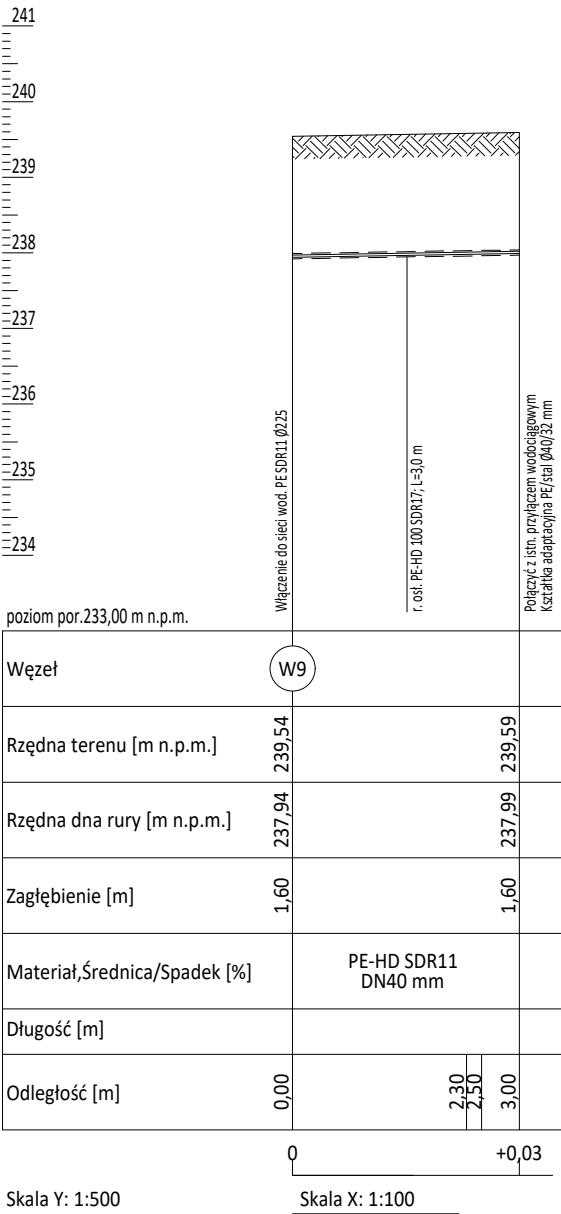 241
240
239
238
237
236
235
234
Włączenie do sieci wod. PESDR11 Ø225
r. osł. PE-HD 100 SDR17; L=3,0 m
Połączyć z istn. przyłączem wodociągowym
Kształtka adaptacyjna PE/stal Ø40/32 mm
poziom por.233,00 m n.p.m.
Węzeł W9
Rzędna terenu [m n.p.m.] 239,54 239,59
Rzędna dna rury [m n.p.m.] 237,94 237,99
Zagłębienie [m] 1,60 1,60
Materiał,Średnica/Spadek [%] PE-HD SDR11
DN40 mm
Długość [m]
Odległość [m] 0,00 2,30 2,50 3,00
0 +0,03
Skala Y: 1:500 Skala X: 1:100